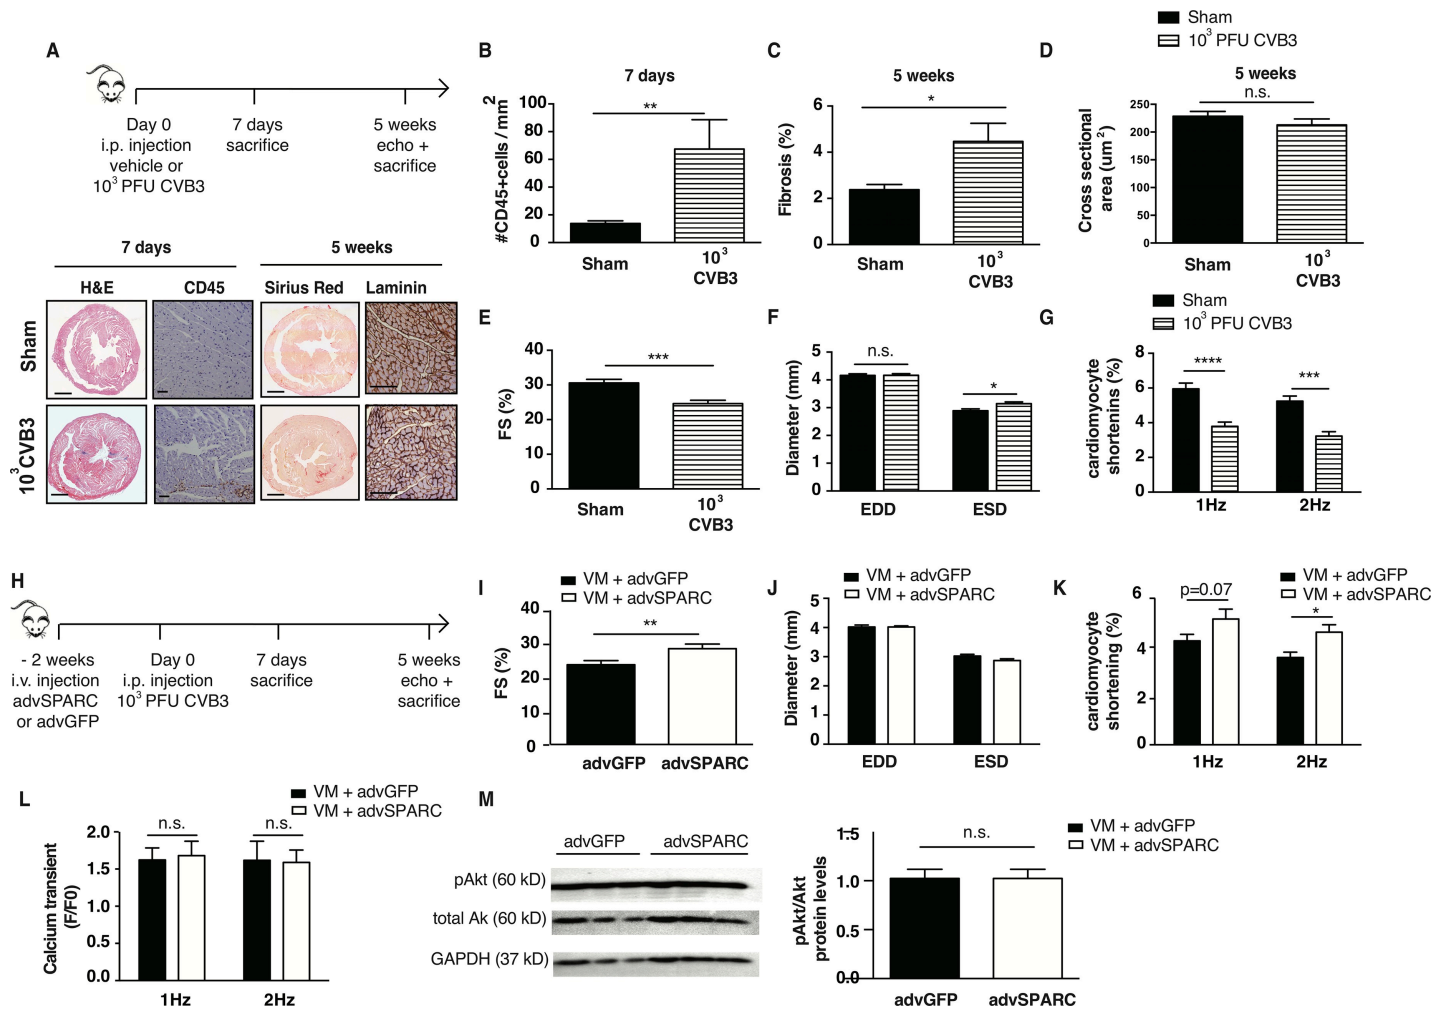 Sham
10³ PFU CVB3
A
Day 0
i.p. injection
vehicle or
10³ PFU CVB3
7 days
sacrifice
5 weeks
echo +
sacrifice
7 days
5 weeks
H&E
CD45
Sirius Red
Laminin
Sham
10³CVB3
B
7 days
**
#CD45+cells / mm²
100
80
60
40
20
0
Sham
10³
CVB3
C
5 weeks
*
Fibrosis (%)
6
4
2
0
Sham
10³
CVB3
D
5 weeks
n.s.
Cross sectional
area (um²)
250
200
150
100
50
0
Sham
10³
CVB3
E
***
FS (%)
40
30
20
10
0
Sham
10³
CVB3
F
n.s.
*
Diameter (mm)
5
4
3
2
1
0
EDD
ESD
G
Sham
10³ PFU CVB3
****
***
cardiomyocyte
shortenins (%)
8
6
4
2
0
1Hz
2Hz
H
- 2 weeks
i.v. injection
advSPARC
or advGFP
Day 0
i.p. injection
10³ PFU CVB3
7 days
sacrifice
5 weeks
echo +
sacrifice
I
VM + advGFP
VM + advSPARC
**
FS (%)
40
30
20
10
0
advGFP
advSPARC
J
VM + advGFP
VM + advSPARC
Diameter (mm)
5
4
3
2
1
0
EDD
ESD
K
VM + advGFP
VM + advSPARC
p=0.07
*
cardiomyocyte
shortening (%)
6
4
2
0
1Hz
2Hz
L
VM + advGFP
VM + advSPARC
n.s.
n.s.
Calcium transient
(F/F0)
2.0
1.5
1.0
0.5
0.0
1Hz
2Hz
M
advGFP
advSPARC
pAkt (60 kD)
total Ak (60 kD)
GAPDH (37 kD)
VM + advGFP
VM + advSPARC
n.s.
pAkt/Akt
protein levels
1.5
1.0
0.5
0.0
advGFP
advSPARC